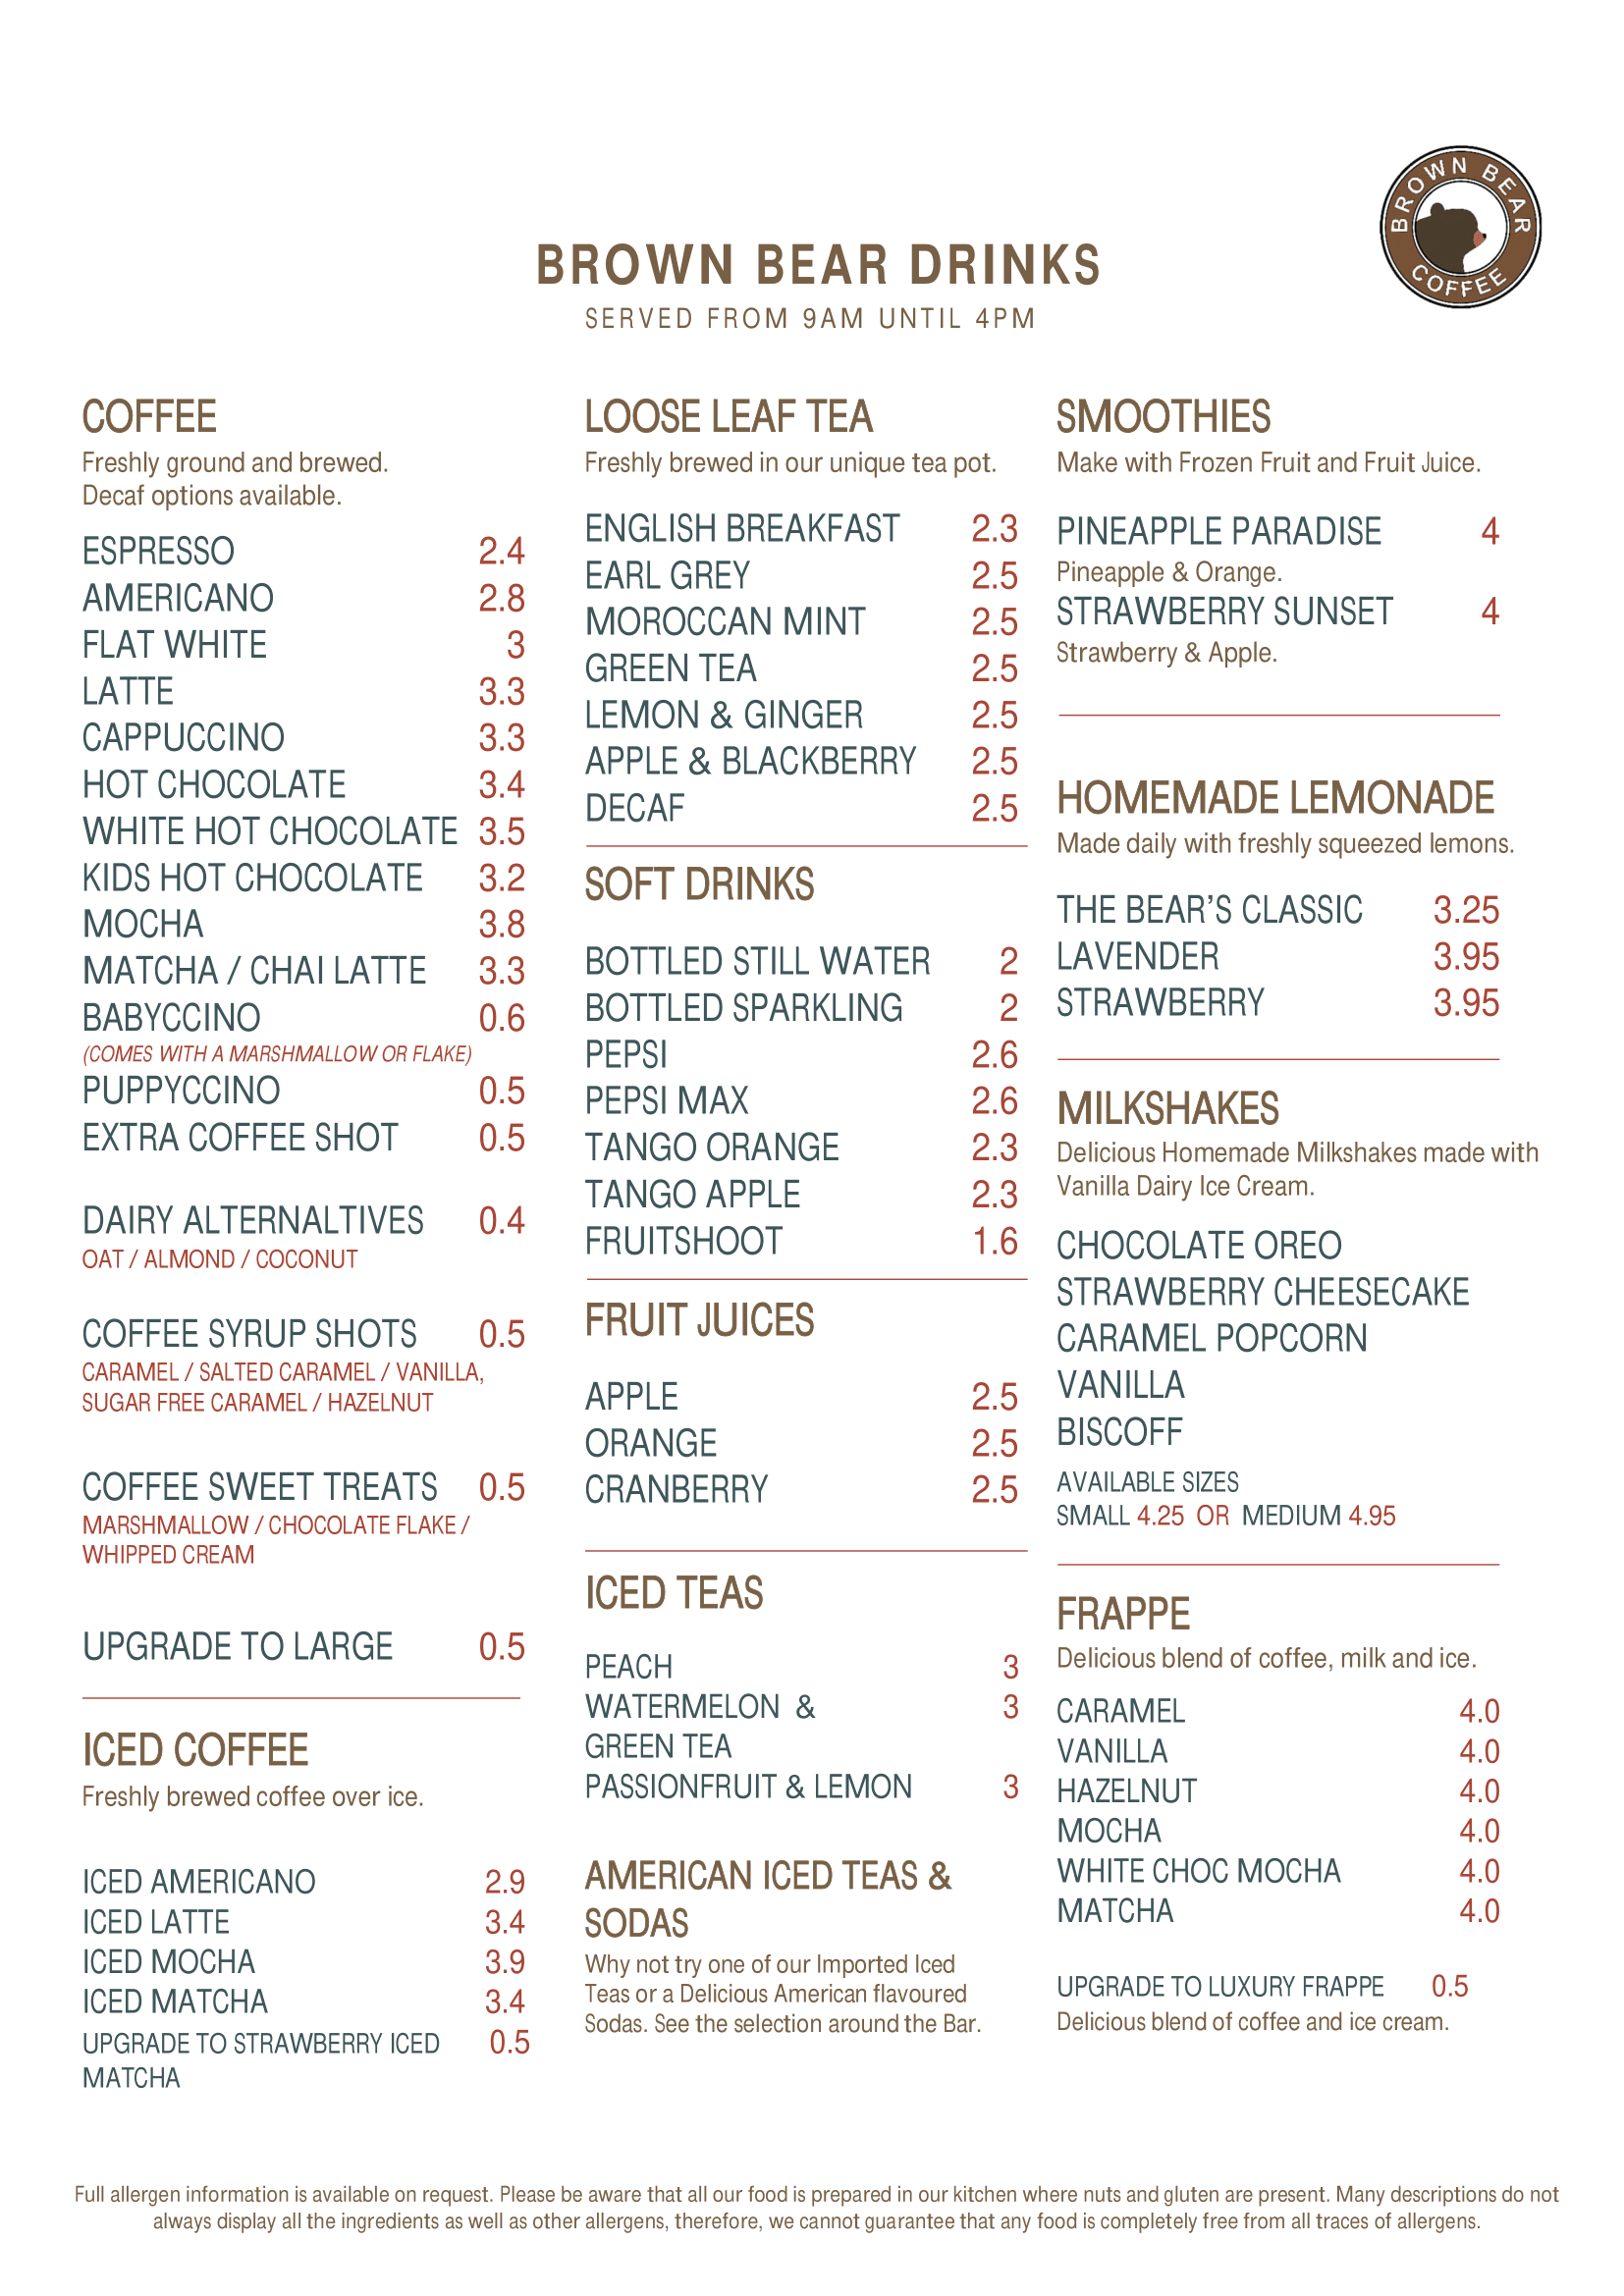 BROWN BEAR
COFFEE
BROWN BEAR DRINKS
SERVED FROM 9AM UNTIL 4PM
COFFEE
Freshly ground and brewed.
Decaf options available.
ESPRESSO 2.4
AMERICANO 2.8
FLAT WHITE 3
LATTE 3.3
CAPPUCCINO 3.3
HOT CHOCOLATE 3.4
WHITE HOT CHOCOLATE 3.5
KIDS HOT CHOCOLATE 3.2
MOCHA 3.8
MATCHA / CHAI LATTE 3.3
BABYCCINO 0.6
(COMES WITH A MARSHMALLOW OR FLAKE)
PUPPYCCINO 0.5
EXTRA COFFEE SHOT 0.5
DAIRY ALTERNALTIVES 0.4
OAT / ALMOND / COCONUT
COFFEE SYRUP SHOTS 0.5
CARAMEL / SALTED CARAMEL / VANILLA,
SUGAR FREE CARAMEL / HAZELNUT
COFFEE SWEET TREATS 0.5
MARSHMALLOW / CHOCOLATE FLAKE /
WHIPPED CREAM
UPGRADE TO LARGE 0.5
ICED COFFEE
Freshly brewed coffee over ice.
ICED AMERICANO 2.9
ICED LATTE 3.4
ICED MOCHA 3.9
ICED MATCHA 3.4
UPGRADE TO STRAWBERRY ICED 0.5
MATCHA
LOOSE LEAF TEA
Freshly brewed in our unique tea pot.
ENGLISH BREAKFAST 2.3
EARL GREY 2.5
MOROCCAN MINT 2.5
GREEN TEA 2.5
LEMON & GINGER 2.5
APPLE & BLACKBERRY 2.5
DECAF 2.5
SOFT DRINKS
BOTTLED STILL WATER 2
BOTTLED SPARKLING 2
PEPSI 2.6
PEPSI MAX 2.6
TANGO ORANGE 2.3
TANGO APPLE 2.3
FRUITSHOOT 1.6
FRUIT JUICES
APPLE 2.5
ORANGE 2.5
CRANBERRY 2.5
ICED TEAS
PEACH 3
WATERMELON & 3
GREEN TEA
PASSIONFRUIT & LEMON 3
AMERICAN ICED TEAS &
SODAS
Why not try one of our Imported Iced
Teas or a Delicious American flavoured
Sodas. See the selection around the Bar.
SMOOTHIES
Make with Frozen Fruit and Fruit Juice.
PINEAPPLE PARADISE 4
Pineapple & Orange.
STRAWBERRY SUNSET 4
Strawberry & Apple.
HOMEMADE LEMONADE
Made daily with freshly squeezed lemons.
THE BEAR’S CLASSIC 3.25
LAVENDER 3.95
STRAWBERRY 3.95
MILKSHAKES
Delicious Homemade Milkshakes made with
Vanilla Dairy Ice Cream.
CHOCOLATE OREO
STRAWBERRY CHEESECAKE
CARAMEL POPCORN
VANILLA
BISCOFF
AVAILABLE SIZES
SMALL 4.25 OR MEDIUM 4.95
FRAPPE
Delicious blend of coffee, milk and ice.
CARAMEL 4.0
VANILLA 4.0
HAZELNUT 4.0
MOCHA 4.0
WHITE CHOC MOCHA 4.0
MATCHA 4.0
UPGRADE TO LUXURY FRAPPE 0.5
Delicious blend of coffee and ice cream.
Full allergen information is available on request. Please be aware that all our food is prepared in our kitchen where nuts and gluten are present. Many descriptions do not
always display all the ingredients as well as other allergens, therefore, we cannot guarantee that any food is completely free from all traces of allergens.